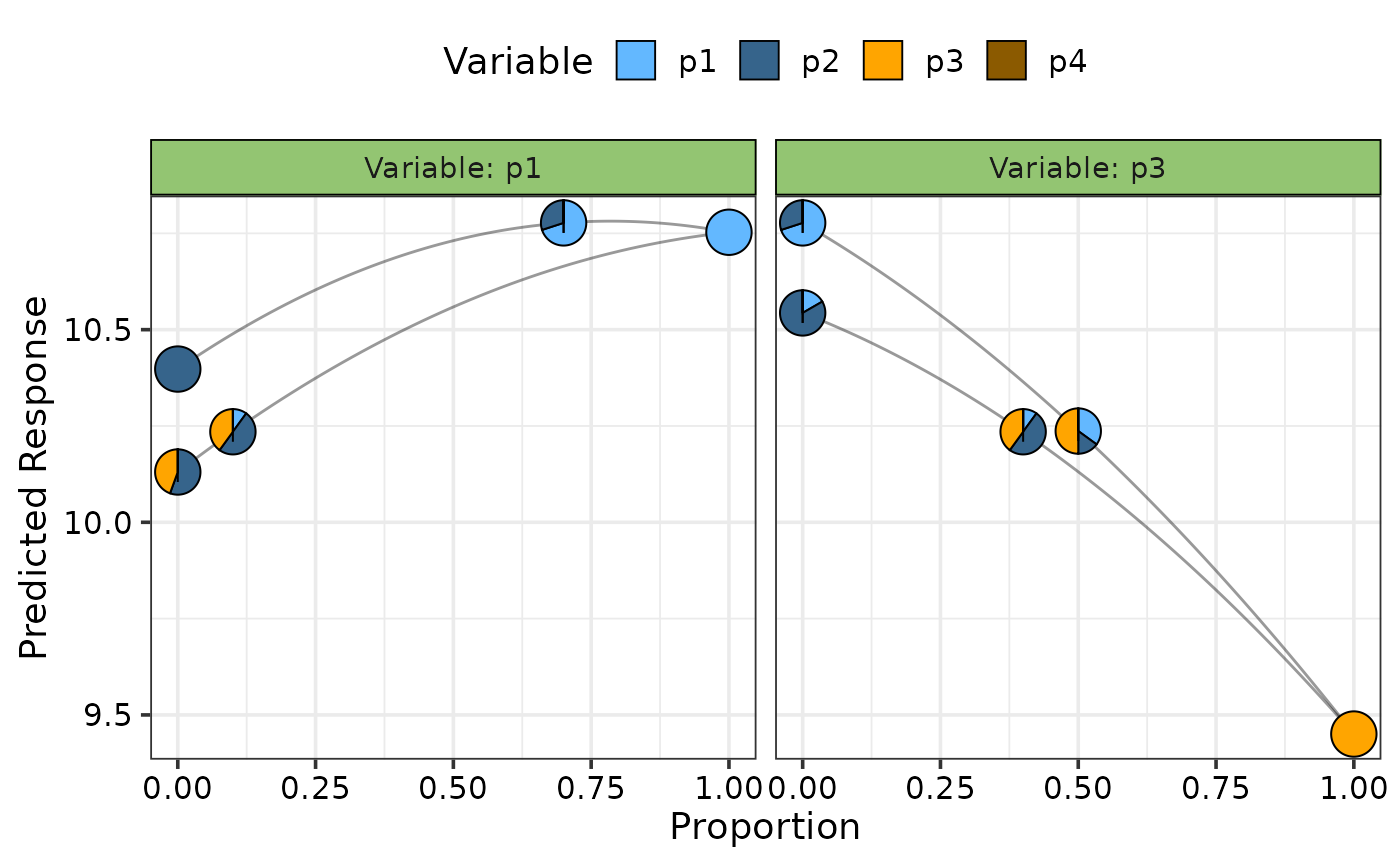 Variable p1 p2 p3 p4
Variable: p1 Variable: p3
Predicted Response
10.5
10.0
9.5
0.00 0.25 0.50 0.75 1.00 0.00 0.25 0.50 0.75 1.00
Proportion